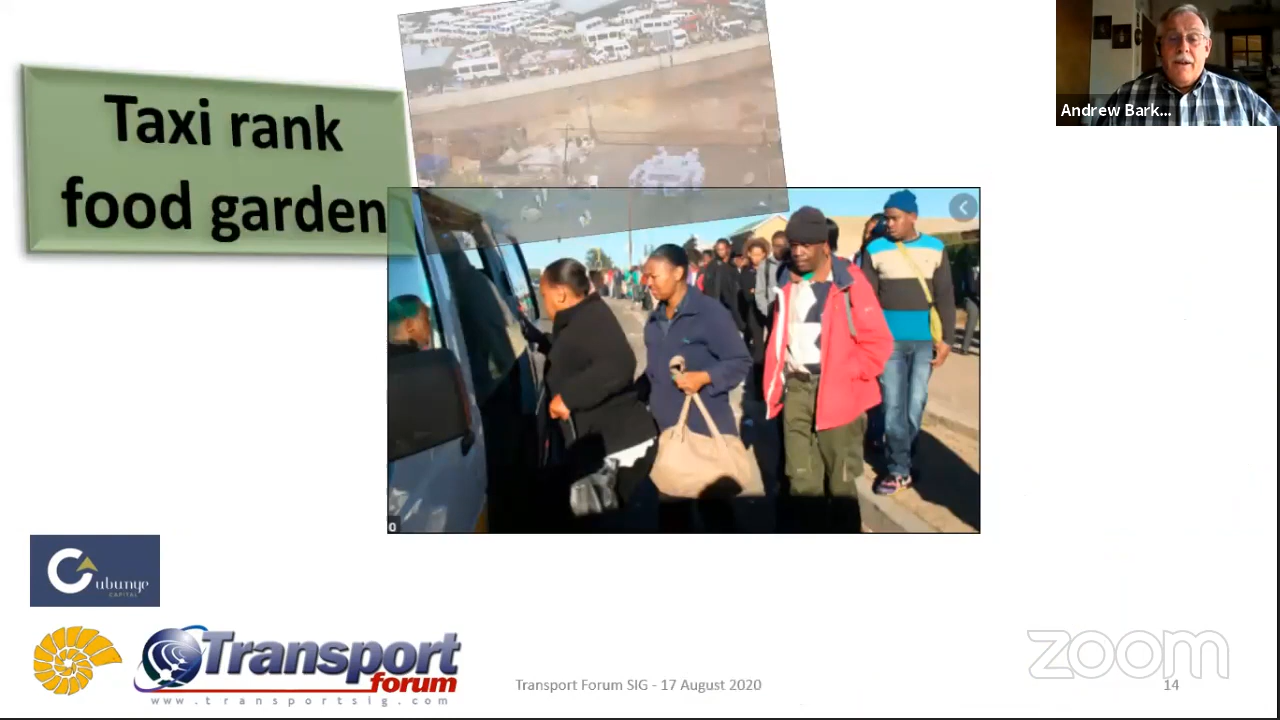 Taxi rank
food garden
Andrew Bark...
0
ubunye
CAPITAL
Transport
forum
www.transportsig.com
Transport Forum SIG - 17 August 2020
zoom
14